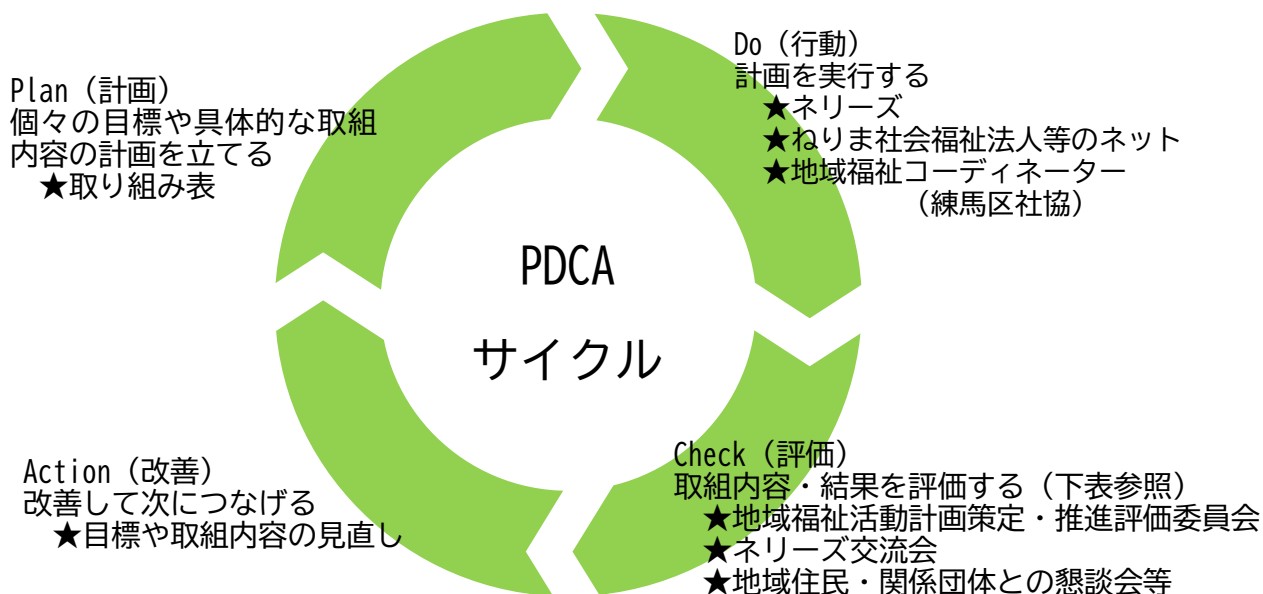 Plan（計画）
個々の目標や具体的な取組
内容の計画を立てる
★取り組み表
Do（行動）
計画を実行する
★ネリーズ
★ねりま社会福祉法人等のネット
★地域福祉コーディネーター
（練馬区社協）
PDCA
サイクル
Action（改善）
改善して次につなげる
★目標や取組内容の見直し
Check（評価）
取組内容・結果を評価する（下表参照）
★地域福祉活動計画策定・推進評価委員会
★ネリーズ交流会
★地域住民・関係団体との懇談会等